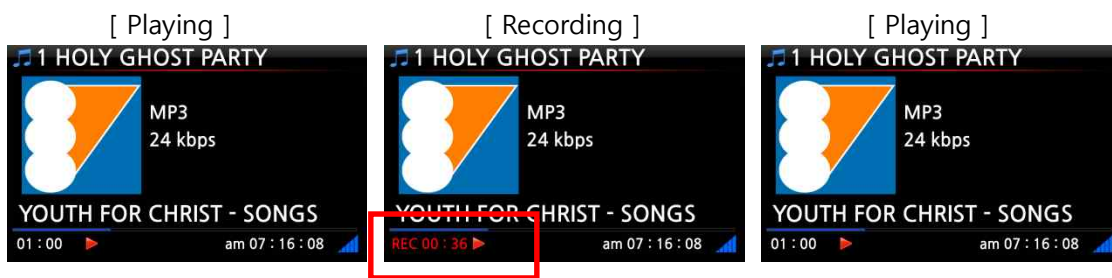 [ Playing ]
1 HOLY GHOST PARTY
MP3
24 kbps
YOUTH FOR CHRIST - SONGS
01 : 00 am 07 : 16 : 08
[ Recording ]
1 HOLY GHOST PARTY
MP3
24 kbps
YOUTH FOR CHRIST - SONGS
REC 00 : 36 am 07 : 16 : 08
[ Playing ]
1 HOLY GHOST PARTY
MP3
24 kbps
YOUTH FOR CHRIST - SONGS
01 : 00 am 07 : 16 : 08